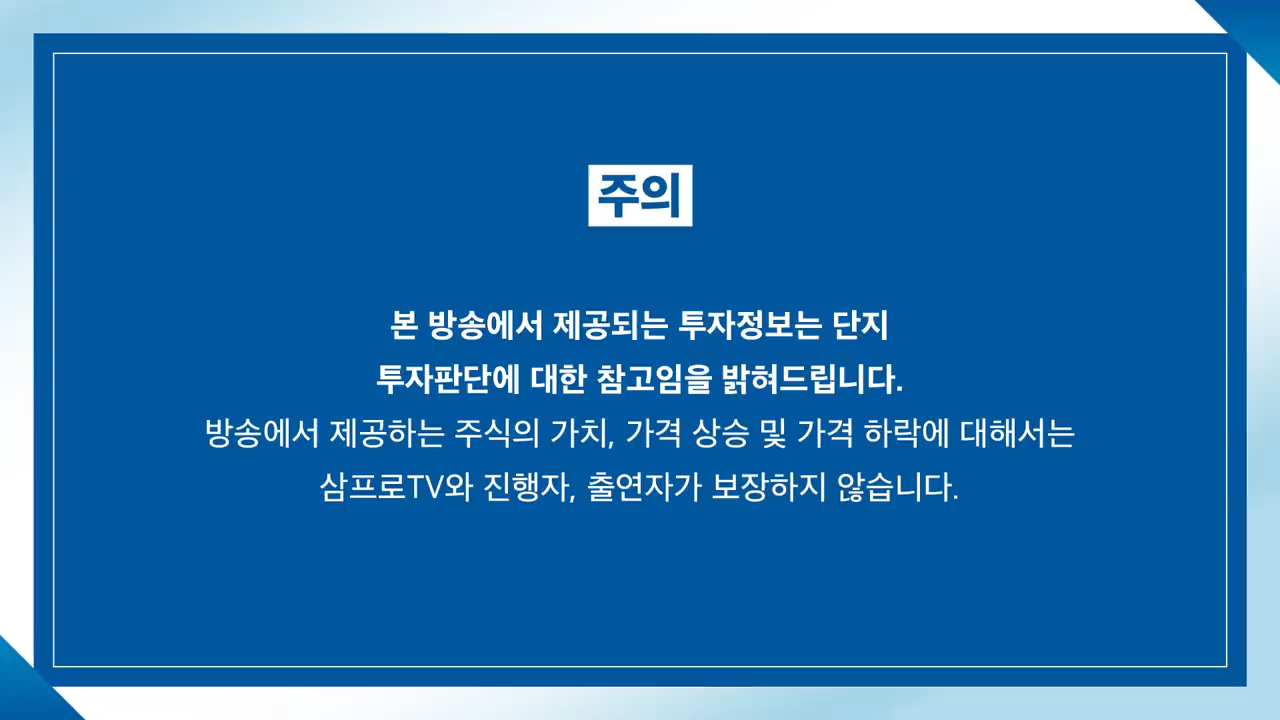 주의
본 방송에서 제공되는 투자정보는 단지
투자판단에 대한 참고임을 밝혀드립니다.
방송에서 제공하는 주식의 가치, 가격 상승 및 가격 하락에 대해서는
삼프로TV와 진행자, 출연자가 보장하지 않습니다.